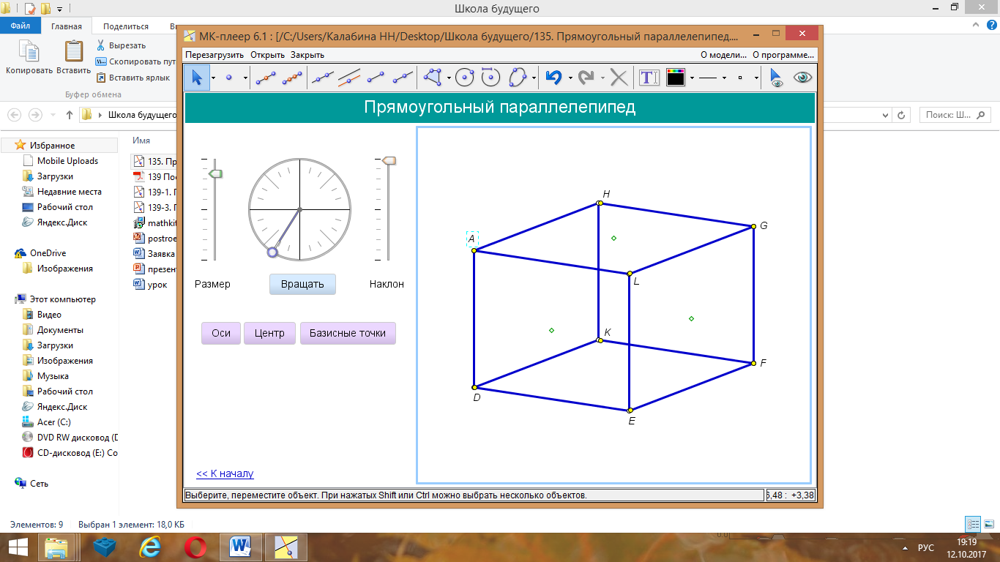 Школа будущего
Файл
Главная
Поделиться
Копировать
Вставить
Вырезать
Скопировать пут
Вставить ярлык
Буфер обмена
Школа будущего
Поиск: Ш...
МК-плеер 6.1 : [/C:/Users/Калабина НН/Desktop/Школа будущего/135. Прямоугольный параллелепипед....
Перезагрузить Открыть Закрыть
О модели... О программе...
Прямоугольный параллелепипед
Размер
Вращать
Наклон
Оси
Центр
Базисные точки
<< К началу
H
A
G
L
K
F
D
E
Выберите, переместите объект. При нажатых Shift или Ctrl можно выбрать несколько объектов.
6,48 : +3,38
Избранное
Mobile Uploads
Загрузки
Недавние места
Рабочий стол
Яндекс.Диск
OneDrive
Изображения
Этот компьютер
Видео
Документы
Загрузки
Изображения
Музыка
Рабочий стол
Яндекс.Диск
Acer (C:)
DVD RW дисковод (D
CD-дисковод (E:) Co
Сеть
Имя
135. Пр
139 Пос
139-1. П
139-3. П
mathkit
postroe
Заявка
презен
урок
Элементов: 9
Выбран 1 элемент: 18,0 КБ
РУС
19:19
12.10.2017